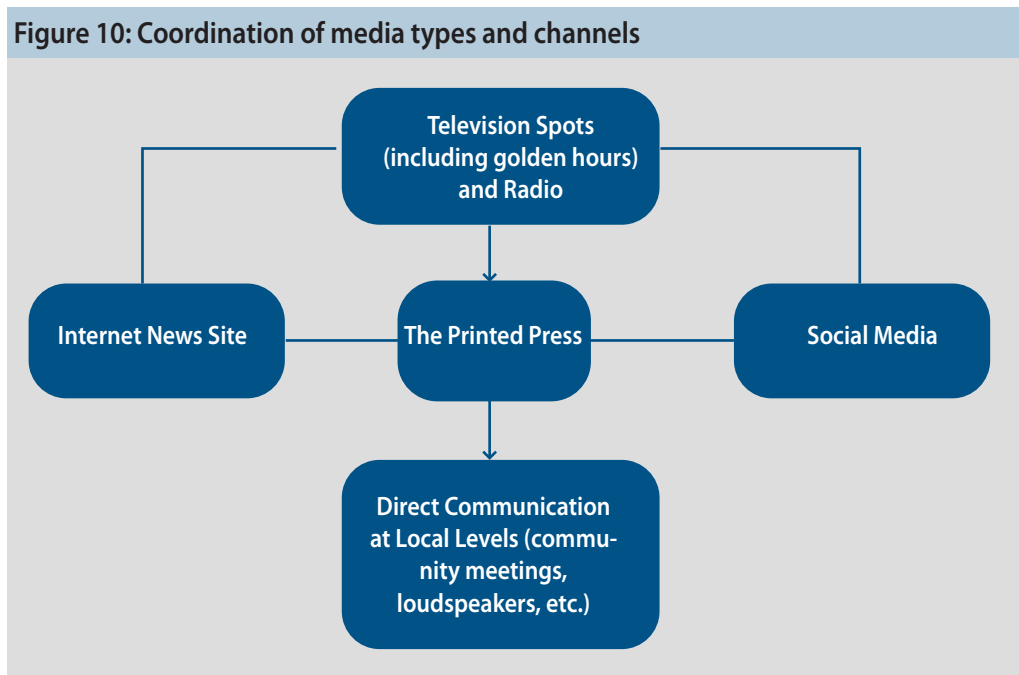 Figure 10: Coordination of media types and channels
Television Spots
(including golden hours)
and Radio
Internet News Site
The Printed Press
Social Media
Direct Communication
at Local Levels (commu-
nity meetings,
loudspeakers, etc.)